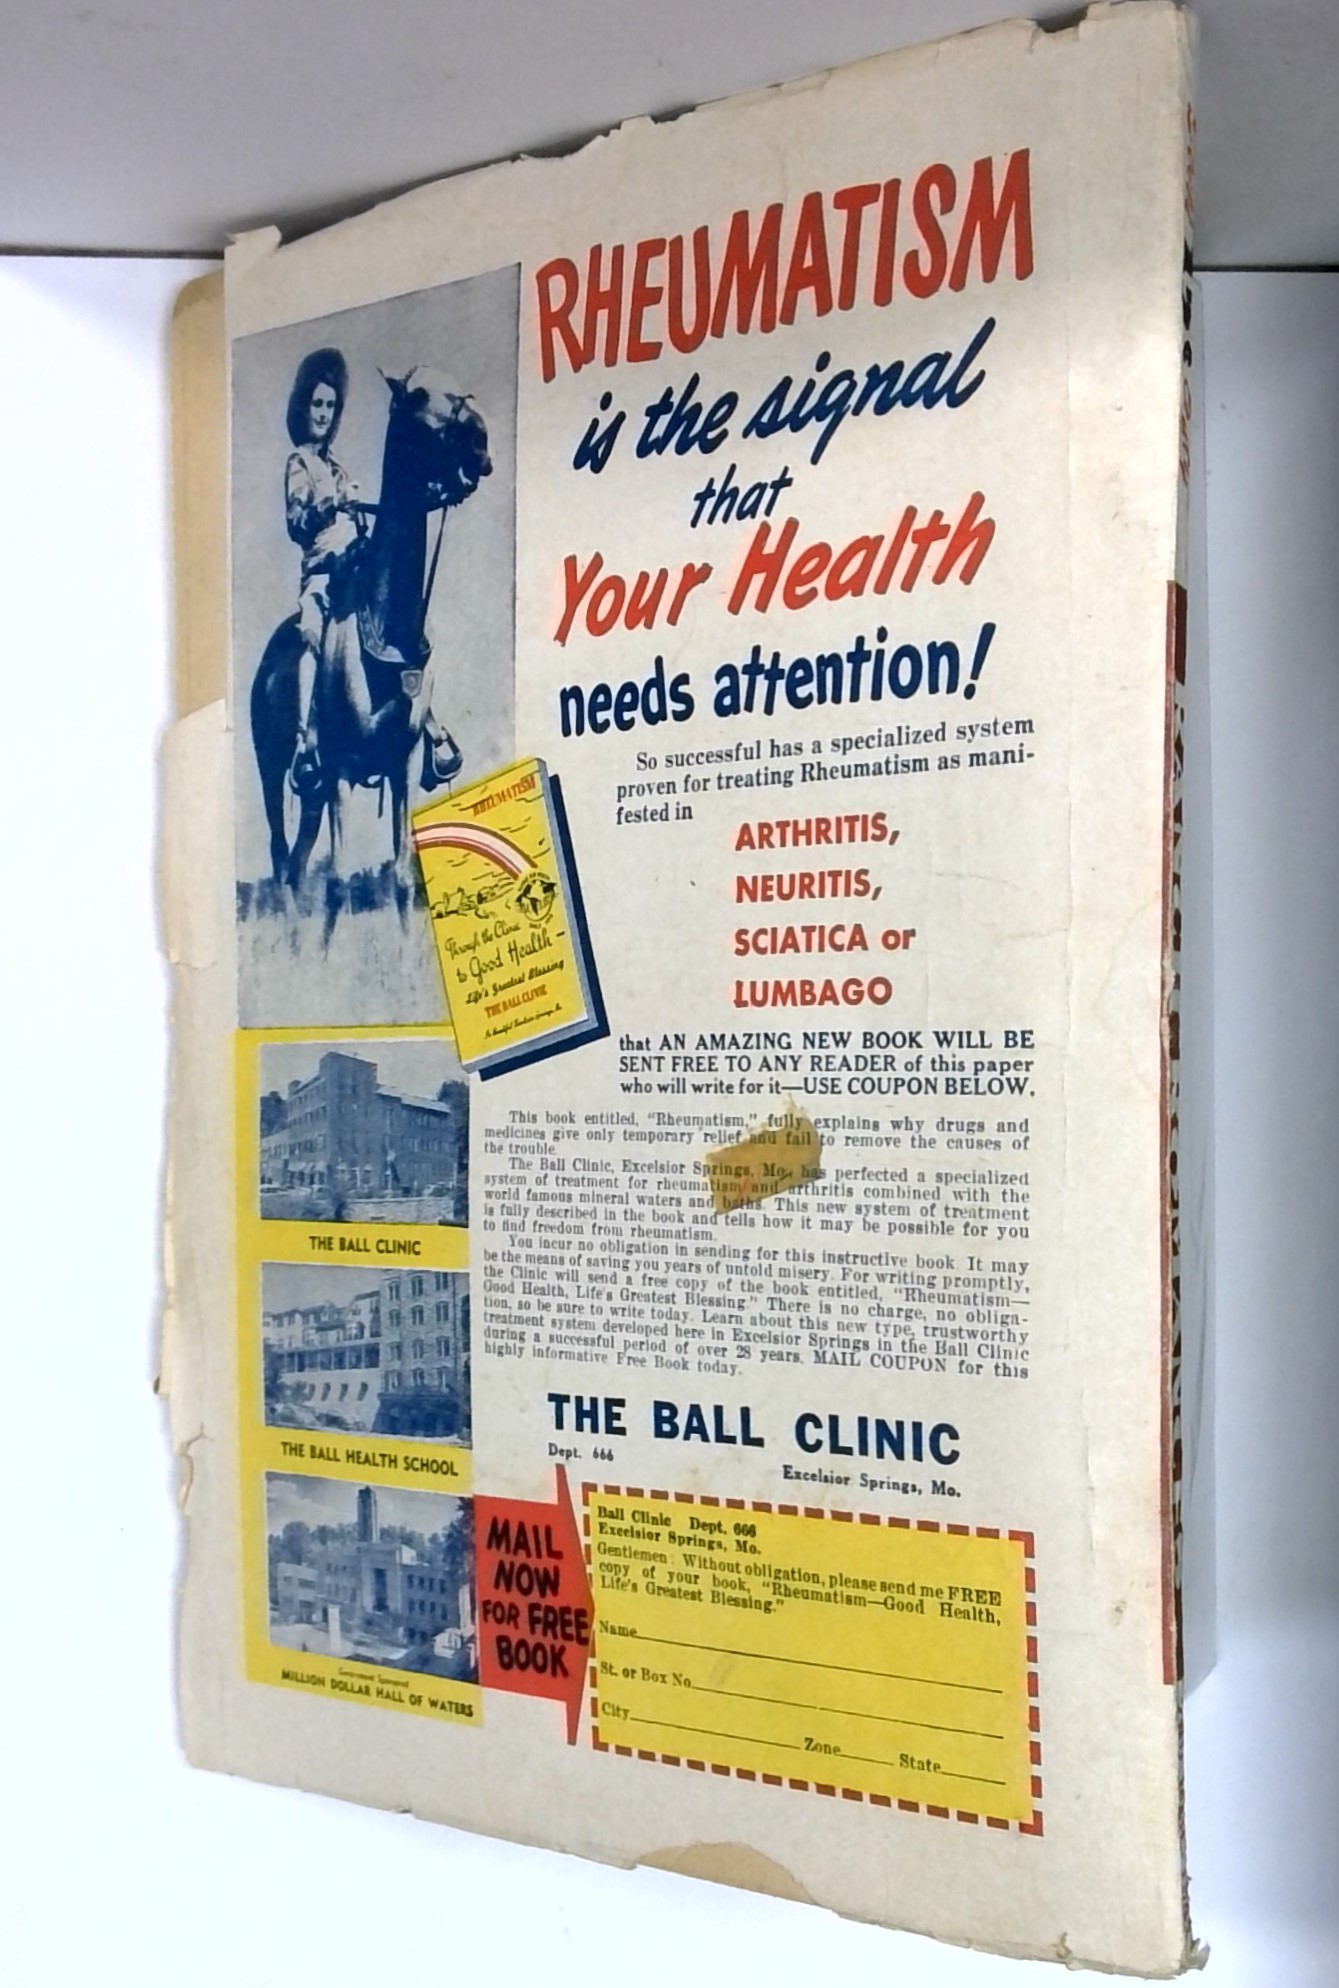 RHEUMATISM
is the signal
that
Your Health
needs attention!
So successful has a specialized system
proven for treating Rheumatism as mani-
fested in
ARTHRITIS,
NEURITIS,
SCIATICA or
LUMBAGO
that AN AMAZING NEW BOOK WILL BE
SENT FREE TO ANY READER of this paper
who will write for it—USE COUPON BELOW.
RHEUMATISM
Through the Clinic
to Good Health—
Life's Greatest Blessing
THE BALL CLINIC
This book entitled, "Rheumatism," fully explains why drugs and
medicines give only temporary relief and fail to remove the causes of
the trouble.
The Ball Clinic, Excelsior Springs, Mo., has perfected a specialized
system of treatment for rheumatism and arthritis combined with the
world famous mineral waters and baths. This new system of treatment
is fully described in the book and tells how it may be possible for you
to find freedom from rheumatism.
You incur no obligation in sending for this instructive book. It may
be the means of saving you years of untold misery. For writing promptly,
the Clinic will send a free copy of the book entitled, "Rheumatism—
Good Health, Life's Greatest Blessing." There is no charge, no obliga-
tion, so be sure to write today. Learn about this new type, trustworthy
treatment system developed here in Excelsior Springs in the Ball Clinic
during a successful period of over 28 years. MAIL COUPON for this
highly informative Free Book today.
THE BALL CLINIC
THE BALL HEALTH SCHOOL
Government Sponsored
MILLION DOLLAR HALL OF WATERS
THE BALL CLINIC
Dept. 666
Excelsior Springs, Mo.
MAIL
NOW
FOR FREE
BOOK
Ball Clinic Dept. 666
Excelsior Springs, Mo.
Gentlemen: Without obligation, please send me FREE
copy of your book, "Rheumatism—Good Health,
Life's Greatest Blessing."
Name
St. or Box No.
City Zone State